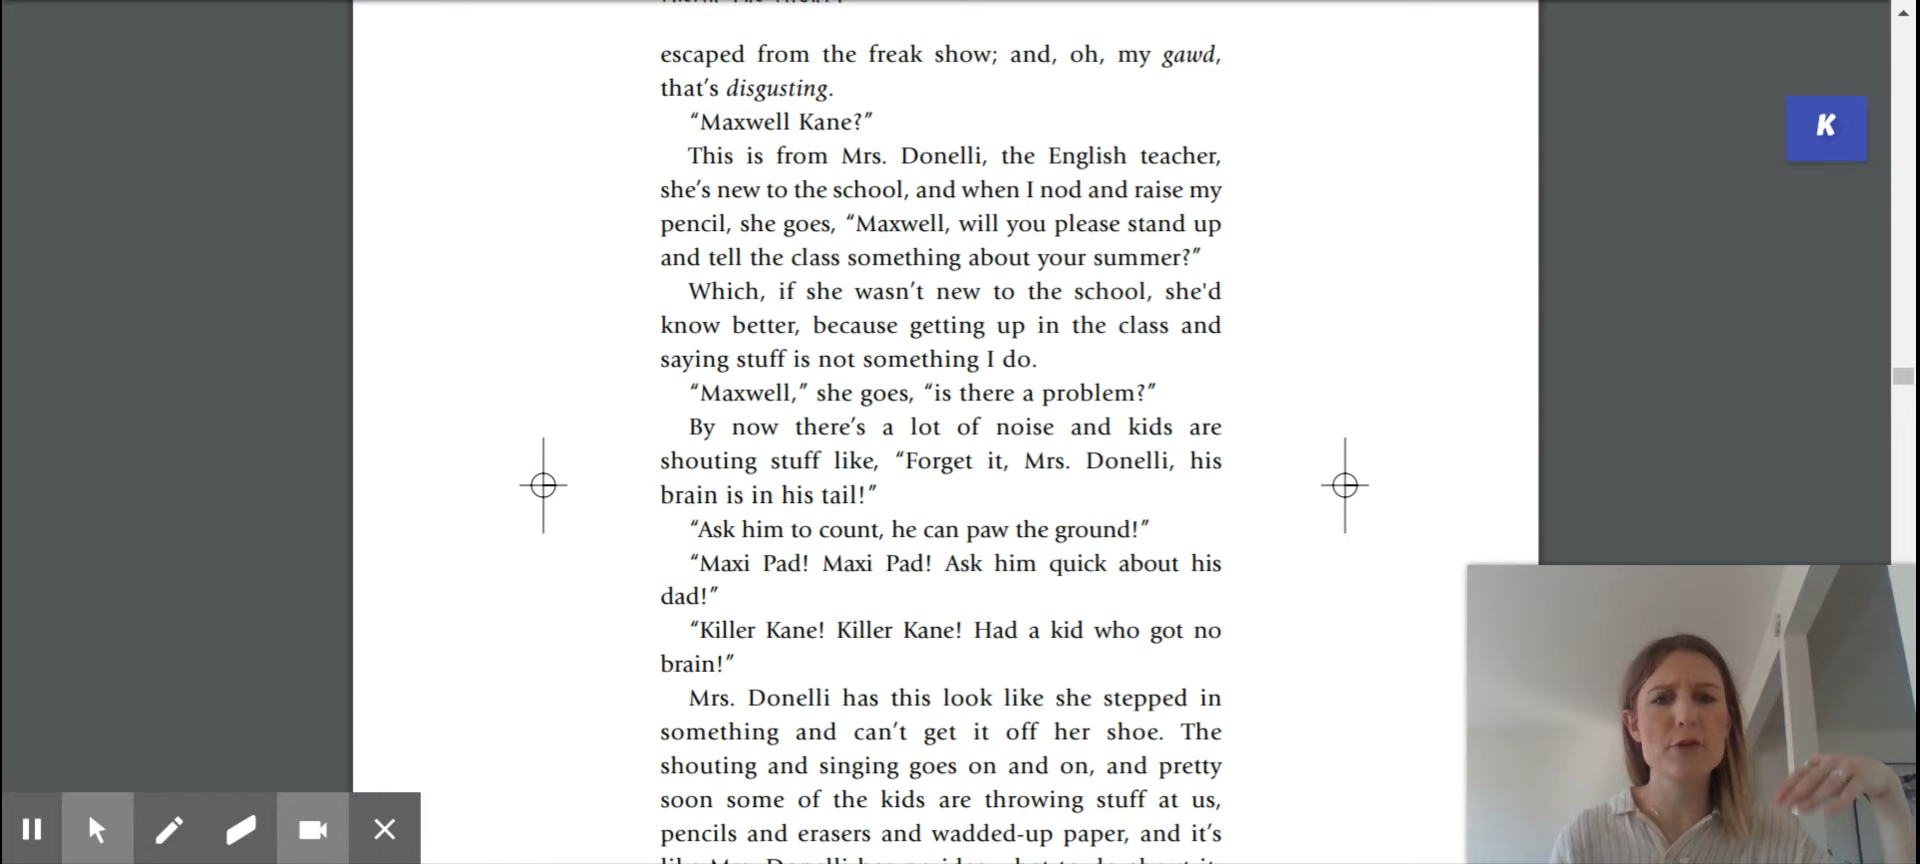 escaped from the freak show; and, oh, my gawd,
that’s disgusting.
“Maxwell Kane?”
This is from Mrs. Donelli, the English teacher,
she’s new to the school, and when I nod and raise my
pencil, she goes, “Maxwell, will you please stand up
and tell the class something about your summer?”
Which, if she wasn’t new to the school, she'd
know better, because getting up in the class and
saying stuff is not something I do.
“Maxwell,” she goes, “is there a problem?”
By now there’s a lot of noise and kids are
shouting stuff like, “Forget it, Mrs. Donelli, his
brain is in his tail!”
“Ask him to count, he can paw the ground!”
“Maxi Pad! Maxi Pad! Ask him quick about his
dad!”
“Killer Kane! Killer Kane! Had a kid who got no
brain!”
Mrs. Donelli has this look like she stepped in
something and can’t get it off her shoe. The
shouting and singing goes on and on, and pretty
soon some of the kids are throwing stuff at us,
pencils and erasers and wadded-up paper, and it’s
K